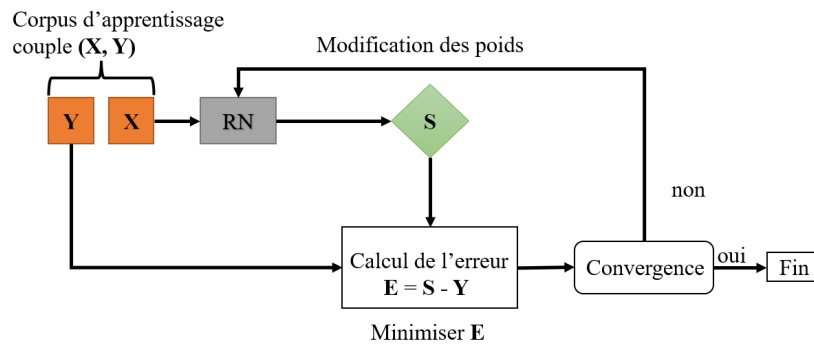 Corpus d’apprentissage
couple (X, Y)
Modification des poids
Y
X
RN
S
non
Calcul de l’erreur
E = S - Y
Convergence
oui
Fin
Minimiser E